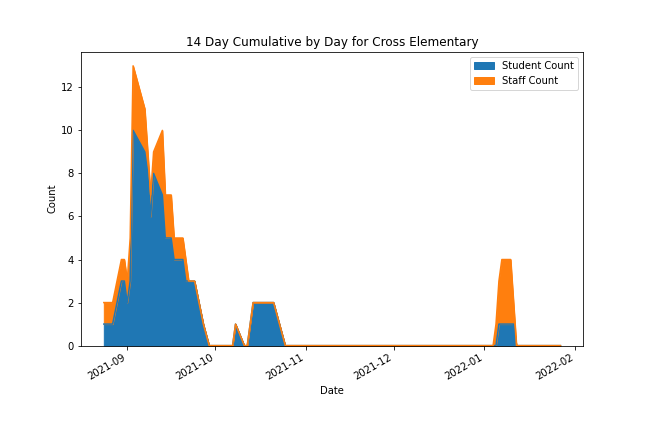 14 Day Cumulative by Day for Cross Elementary
Student Count
Staff Count
12
10
8
6
4
2
0
Count
2021-09
2021-10
2021-11
2021-12
2022-01
2022-02
Date